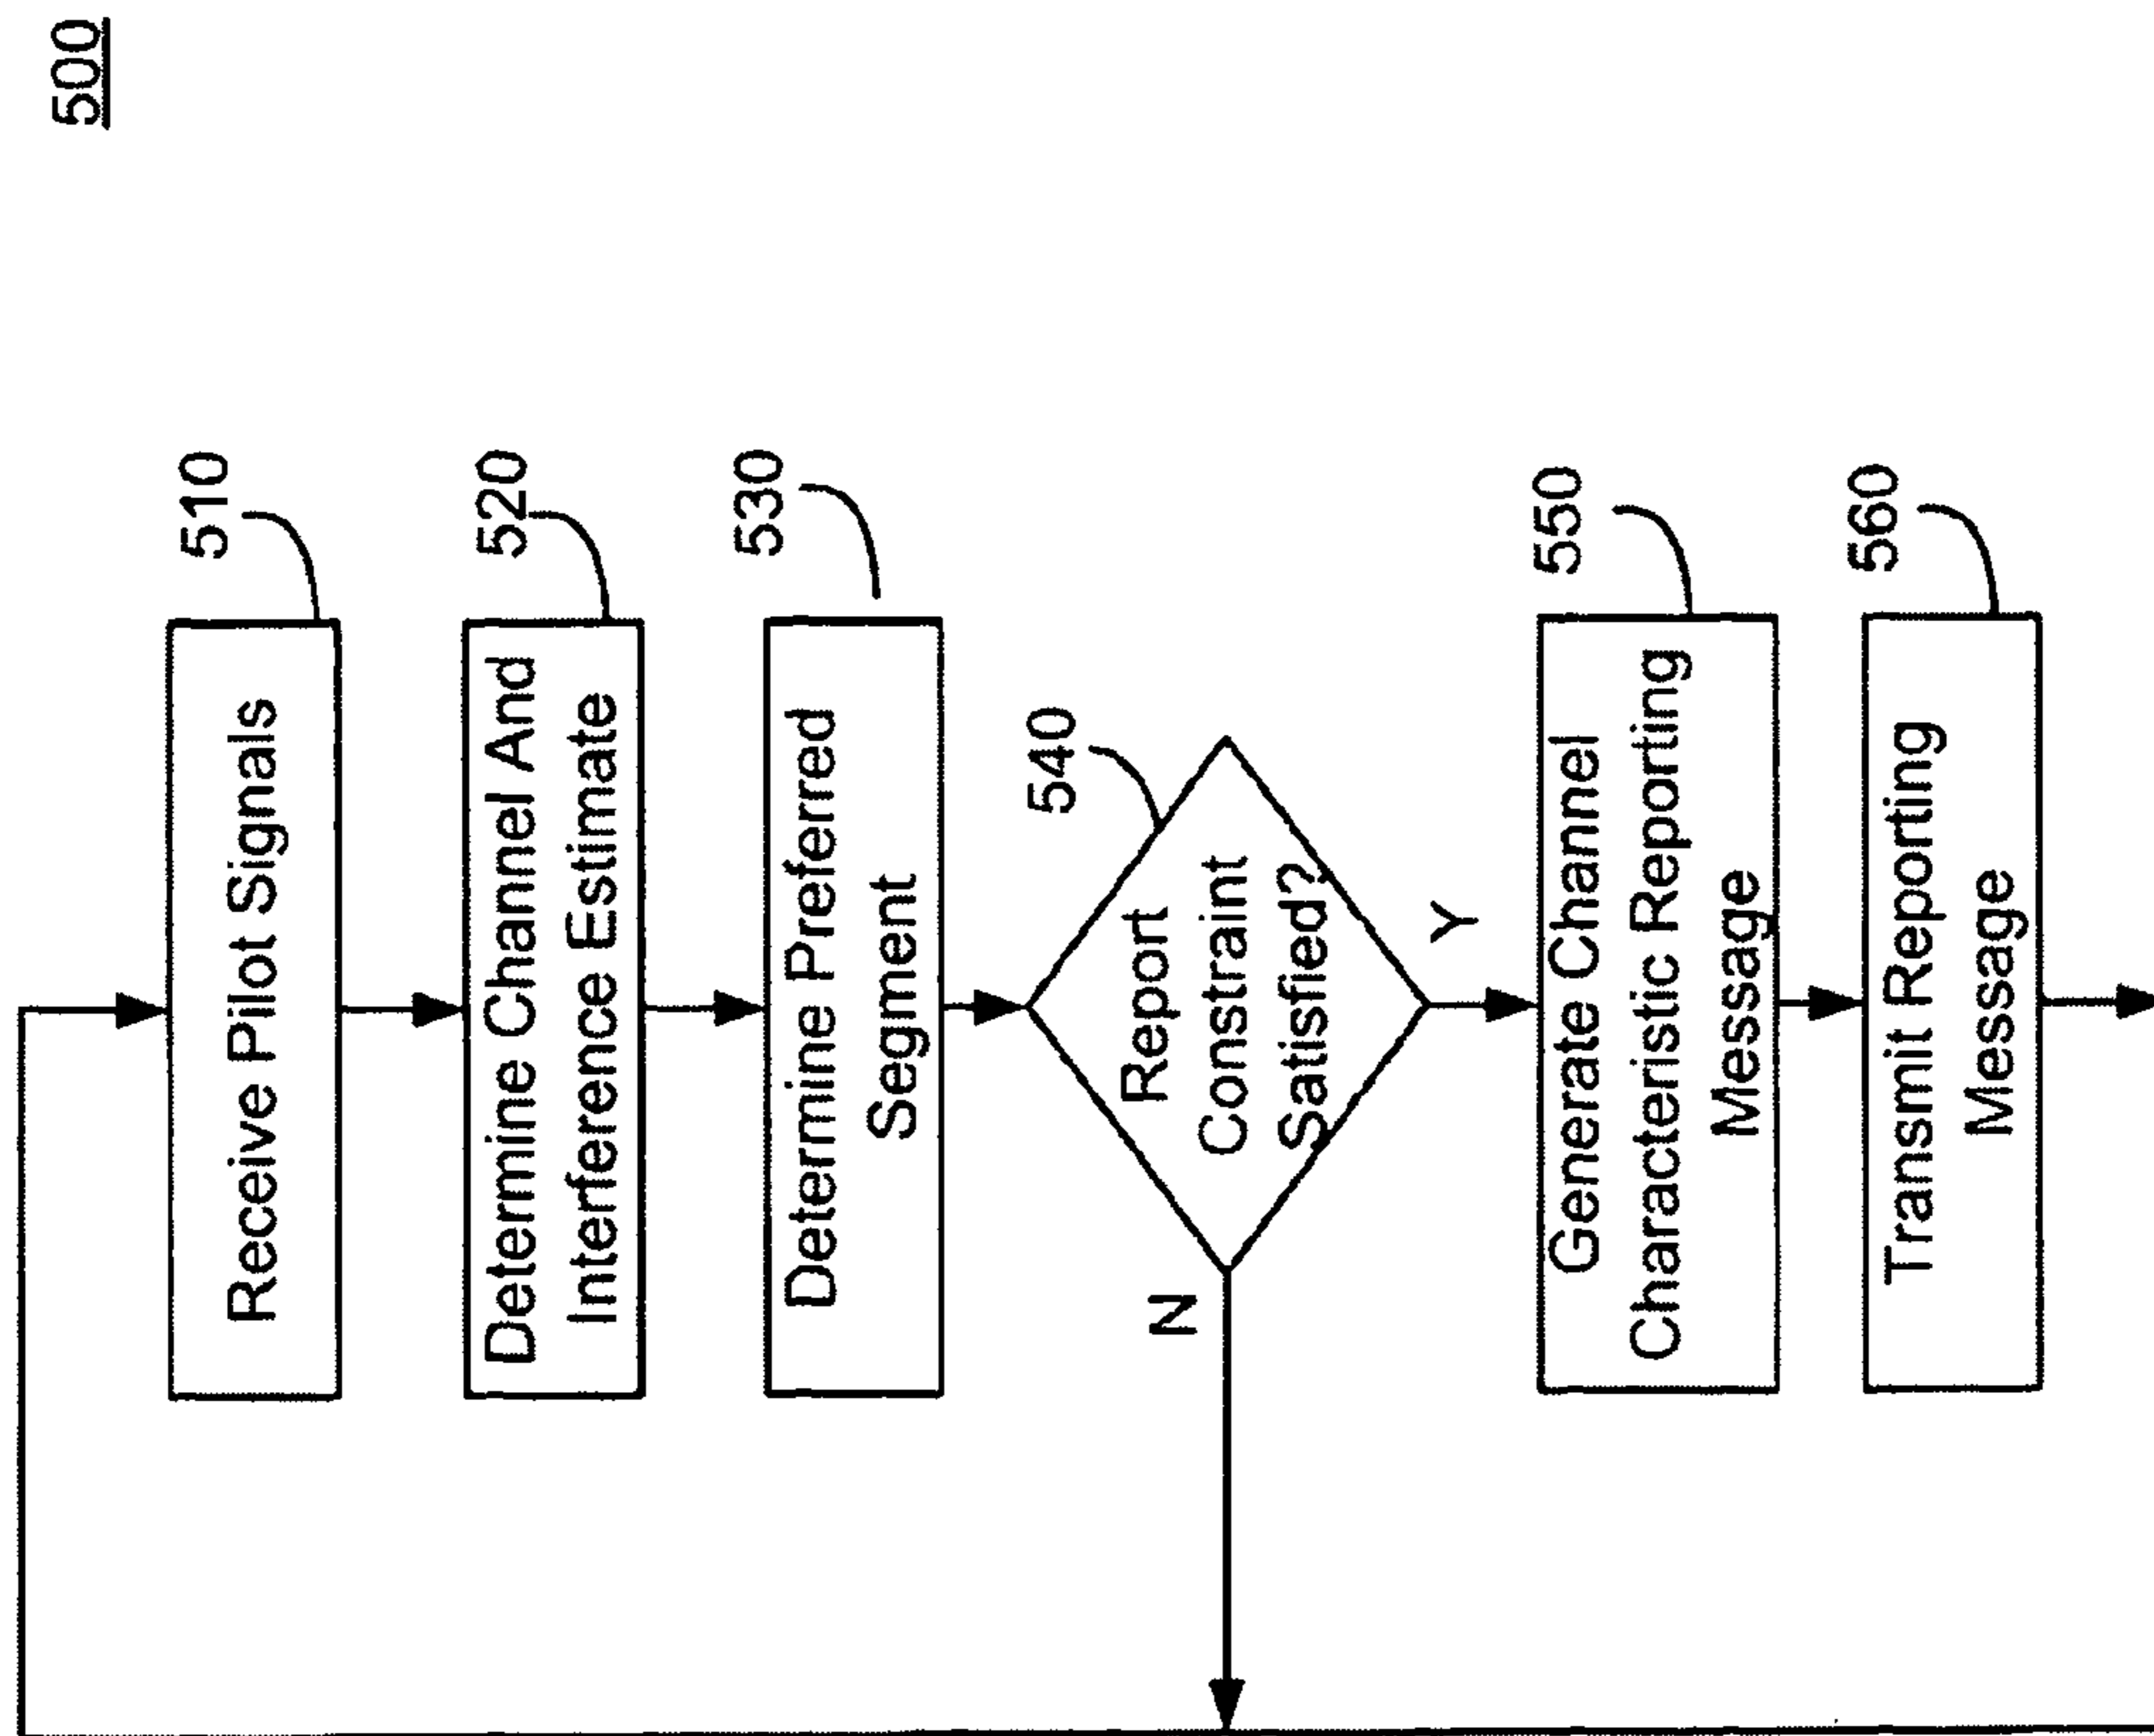 500
510
Receive Pilot Signals
520
Determine Channel And
Interference Estimate
530
Determine Preferred
Segment
540
Report
Constraint
Satisfied?
N
Y
550
Generate Channel
Characteristic Reporting
Message
560
Transmit Reporting
Message